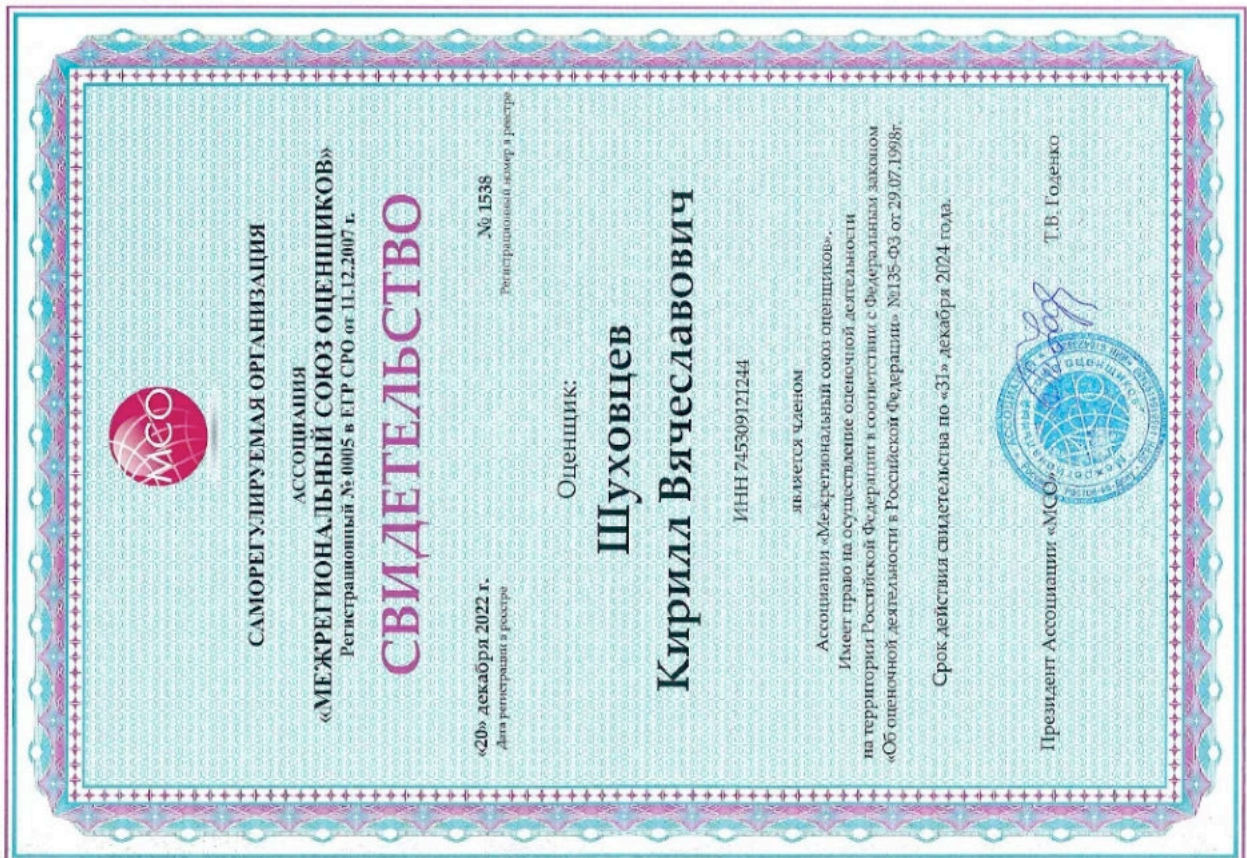 МСО
САМОРЕГУЛИРУЕМАЯ ОРГАНИЗАЦИЯ
АССОЦИАЦИЯ
«МЕЖРЕГИОНАЛЬНЫЙ СОЮЗ ОЦЕНЩИКОВ»
Регистрационный № 0005 в ЕГР СРО от 11.12.2007 г.
СВИДЕТЕЛЬСТВО
«20» декабря 2022 г. № 1538
Дата регистрации в реестре Регистрационный номер в реестре
Оценщик:
Шуховцев
Кирилл Вячеславович
ИНН 745309121244
является членом
Ассоциации «Межрегиональный союз оценщиков».
Имеет право на осуществление оценочной деятельности
на территории Российской Федерации в соответствии с Федеральным законом
«Об оценочной деятельности в Российской Федерации» №135-ФЗ от 29.07.1998г.
Срок действия свидетельства по «31» декабря 2024 года.
Президент Ассоциации «МСО» Т.В. Годенко